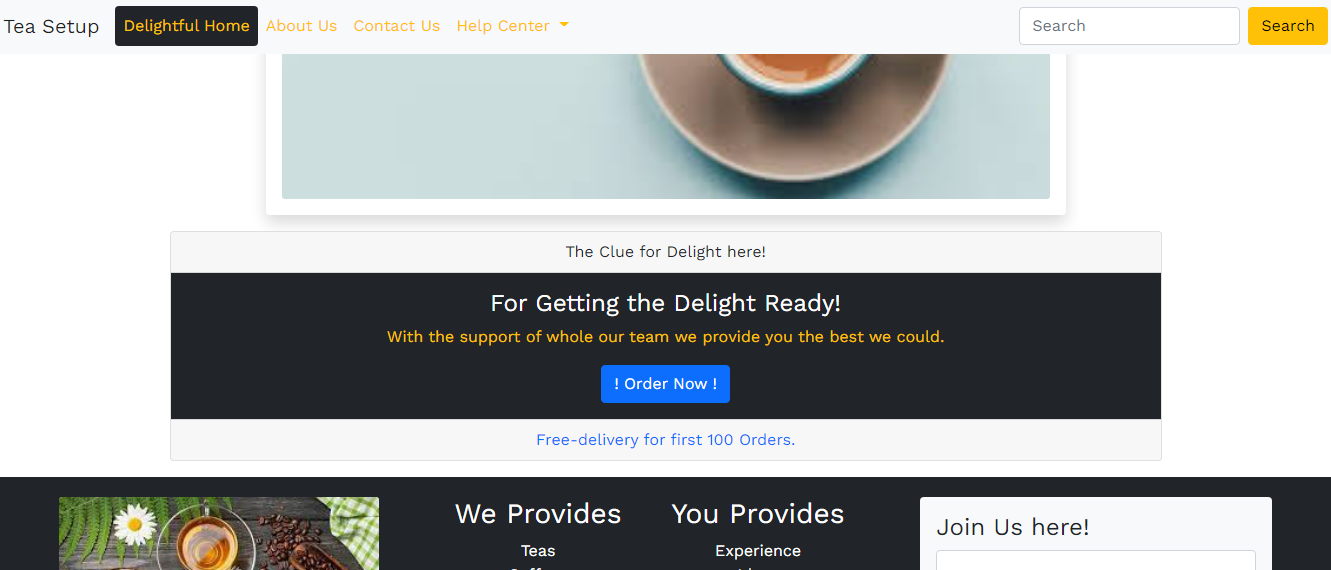 Tea Setup Delightful Home About Us Contact Us Help Center Search Search
The Clue for Delight here!
For Getting the Delight Ready!
With the support of whole our team we provide you the best we could.
! Order Now !
Free-delivery for first 100 Orders.
We Provides You Provides Join Us here!
Teas Experience